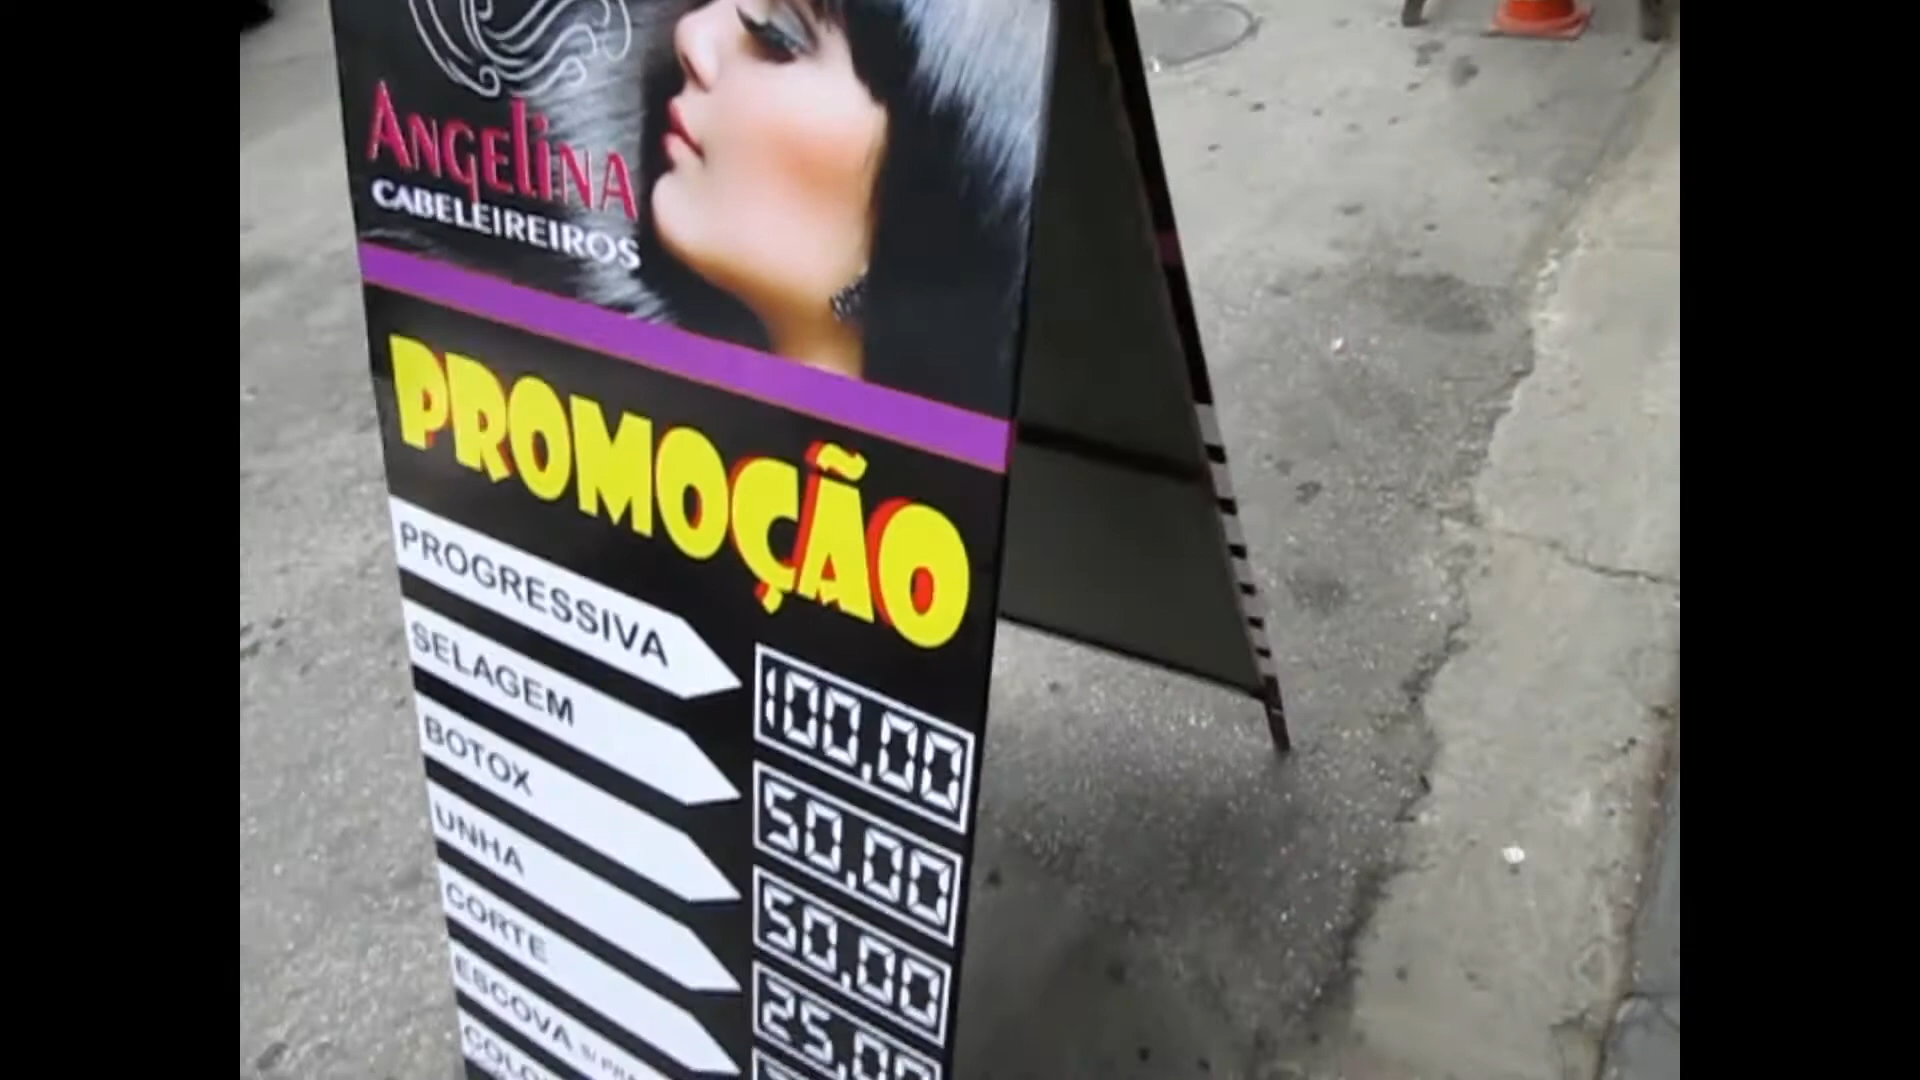 ANGELINA
CABELEIREIROS
PROMOÇÃO
PROGRESSIVA 100,00
SELAGEM 50,00
BOTOX 50,00
UNHA 25,00
CORTE
ESCOVA